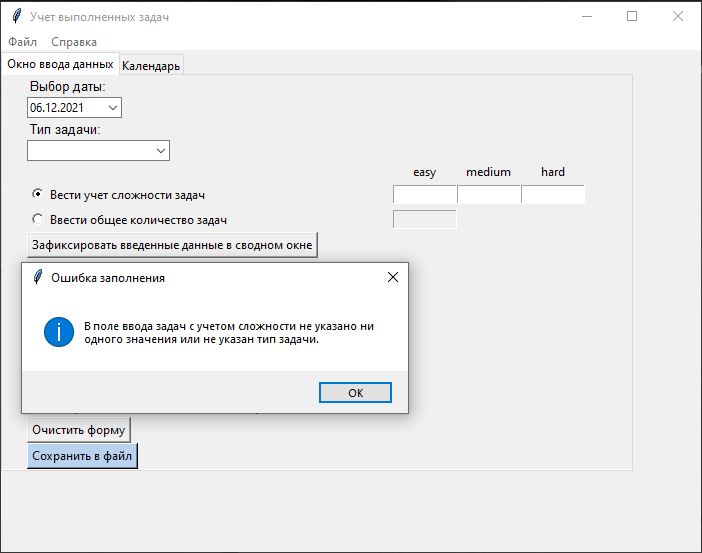 Учет выполненных задач
Файл Справка
Окно ввода данных Календарь
Выбор даты:
06.12.2021
Тип задачи:
easy medium hard
Вести учет сложности задач
Ввести общее количество задач
Зафиксировать введенные данные в сводном окне
Ошибка заполнения
В поле ввода задач с учетом сложности не указано ни
одного значения или не указан тип задачи.
ОК
Очистить форму
Сохранить в файл